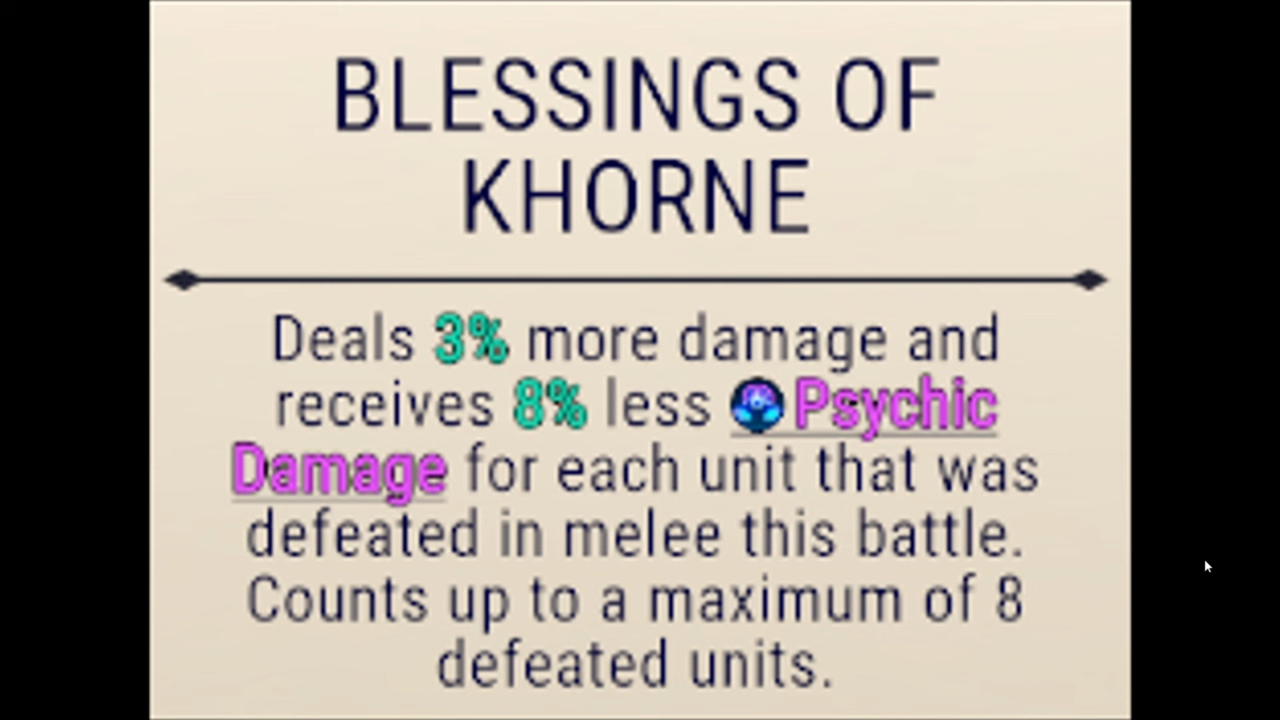 BLESSINGS OF
KHORNE
Deals 3% more damage and
receives 8% less Psychic
Damage for each unit that was
defeated in melee this battle.
Counts up to a maximum of 8
defeated units.